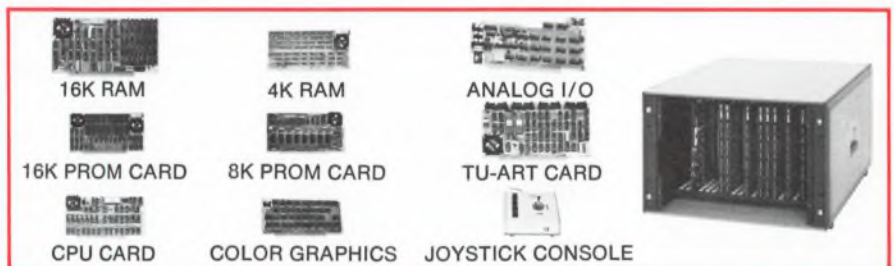 16K RAM 4K RAM ANALOG I/O
16K PROM CARD 8K PROM CARD TU-ART CARD
CPU CARD COLOR GRAPHICS JOYSTICK CONSOLE